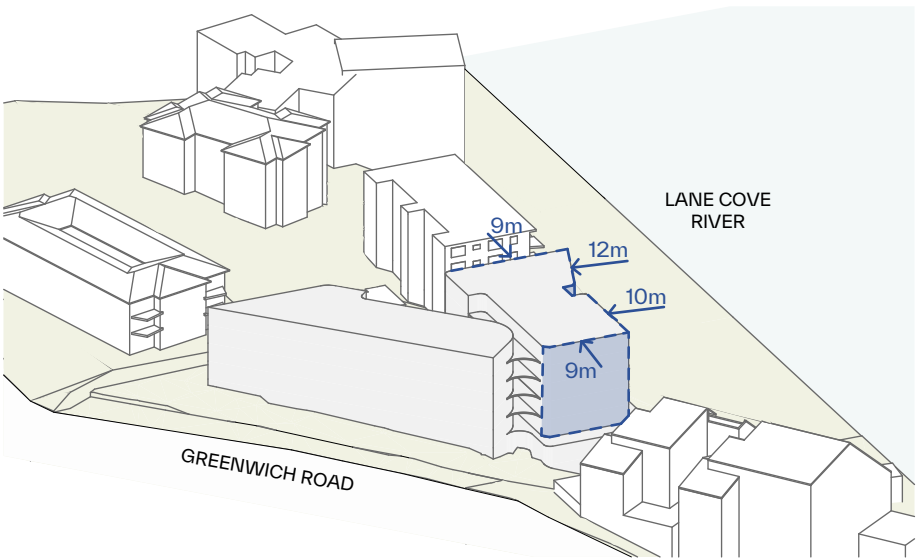 LANE COVE
RIVER
9m
12m
10m
9m
GREENWICH ROAD